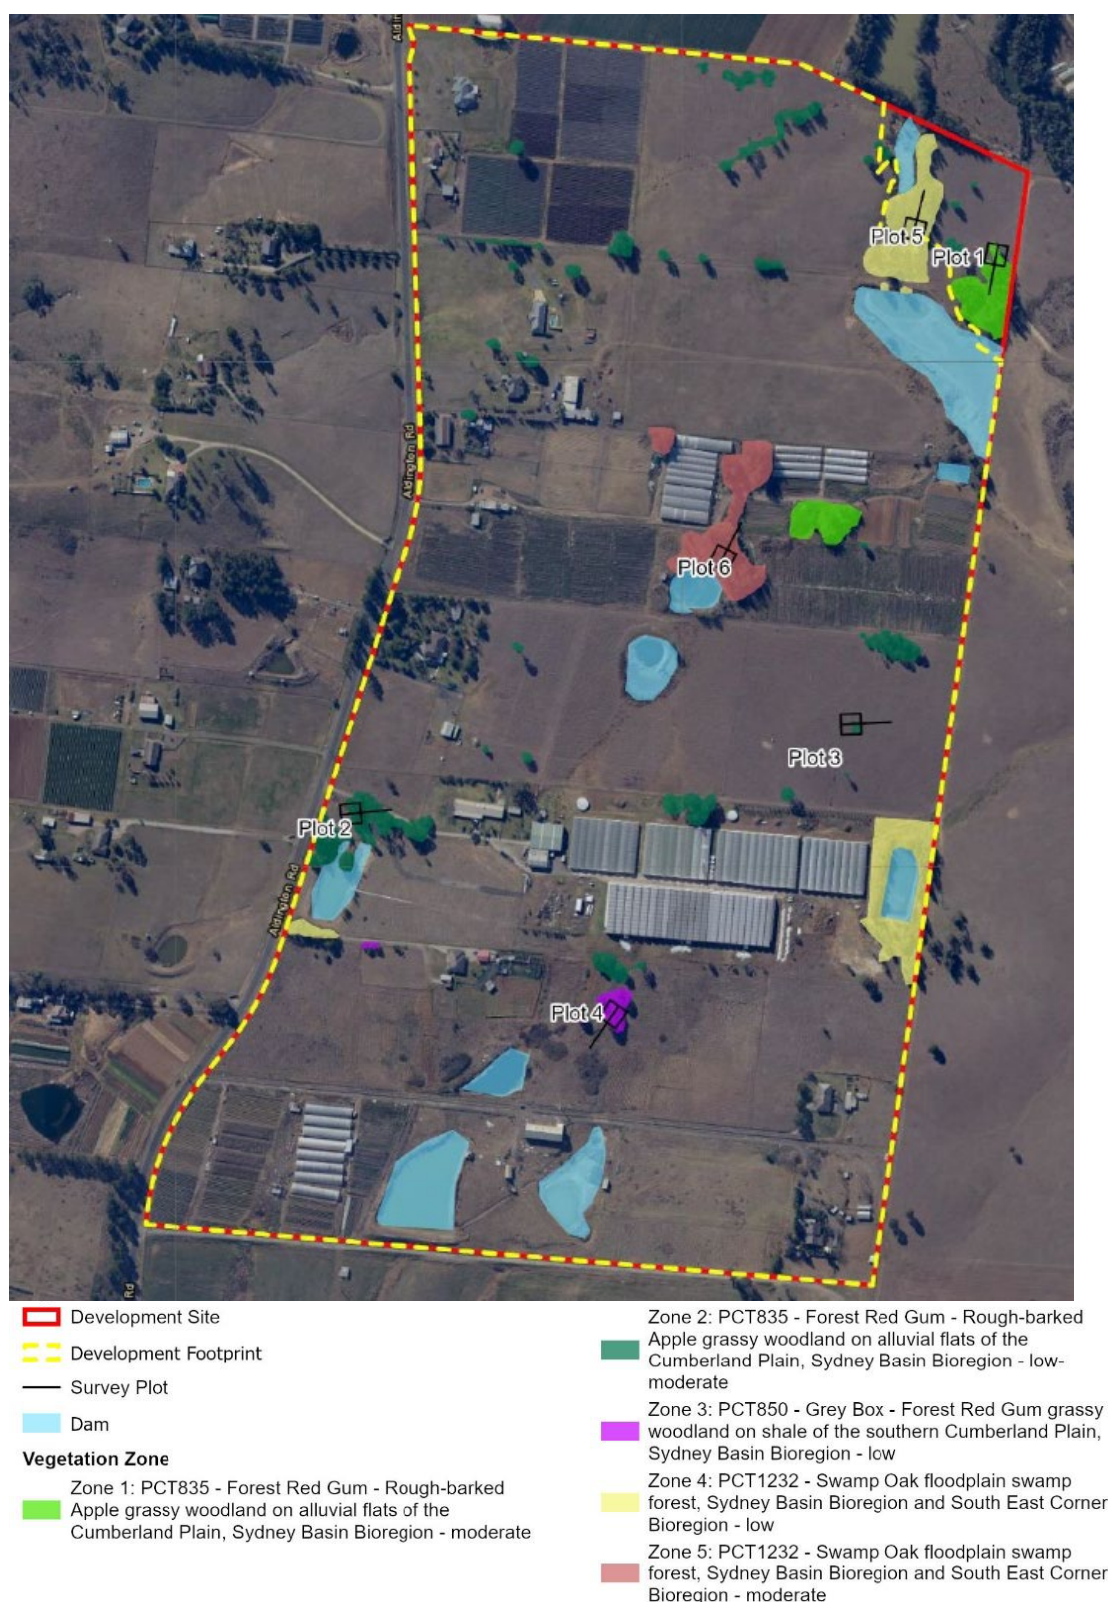 Aldin
Plot 5
Plot 1
Aldington Rd
Plot 6
Plot 3
Plot 2
Aldington Rd
Plot 4
Rd
Development Site
Development Footprint
Survey Plot
Dam
Vegetation Zone
Zone 1: PCT835 - Forest Red Gum - Rough-barked
Apple grassy woodland on alluvial flats of the
Cumberland Plain, Sydney Basin Bioregion - moderate
Zone 2: PCT835 - Forest Red Gum - Rough-barked
Apple grassy woodland on alluvial flats of the
Cumberland Plain, Sydney Basin Bioregion - low-
moderate
Zone 3: PCT850 - Grey Box - Forest Red Gum grassy
woodland on shale of the southern Cumberland Plain,
Sydney Basin Bioregion - low
Zone 4: PCT1232 - Swamp Oak floodplain swamp
forest, Sydney Basin Bioregion and South East Corner
Bioregion - low
Zone 5: PCT1232 - Swamp Oak floodplain swamp
forest, Sydney Basin Bioregion and South East Corner
Bioregion - moderate